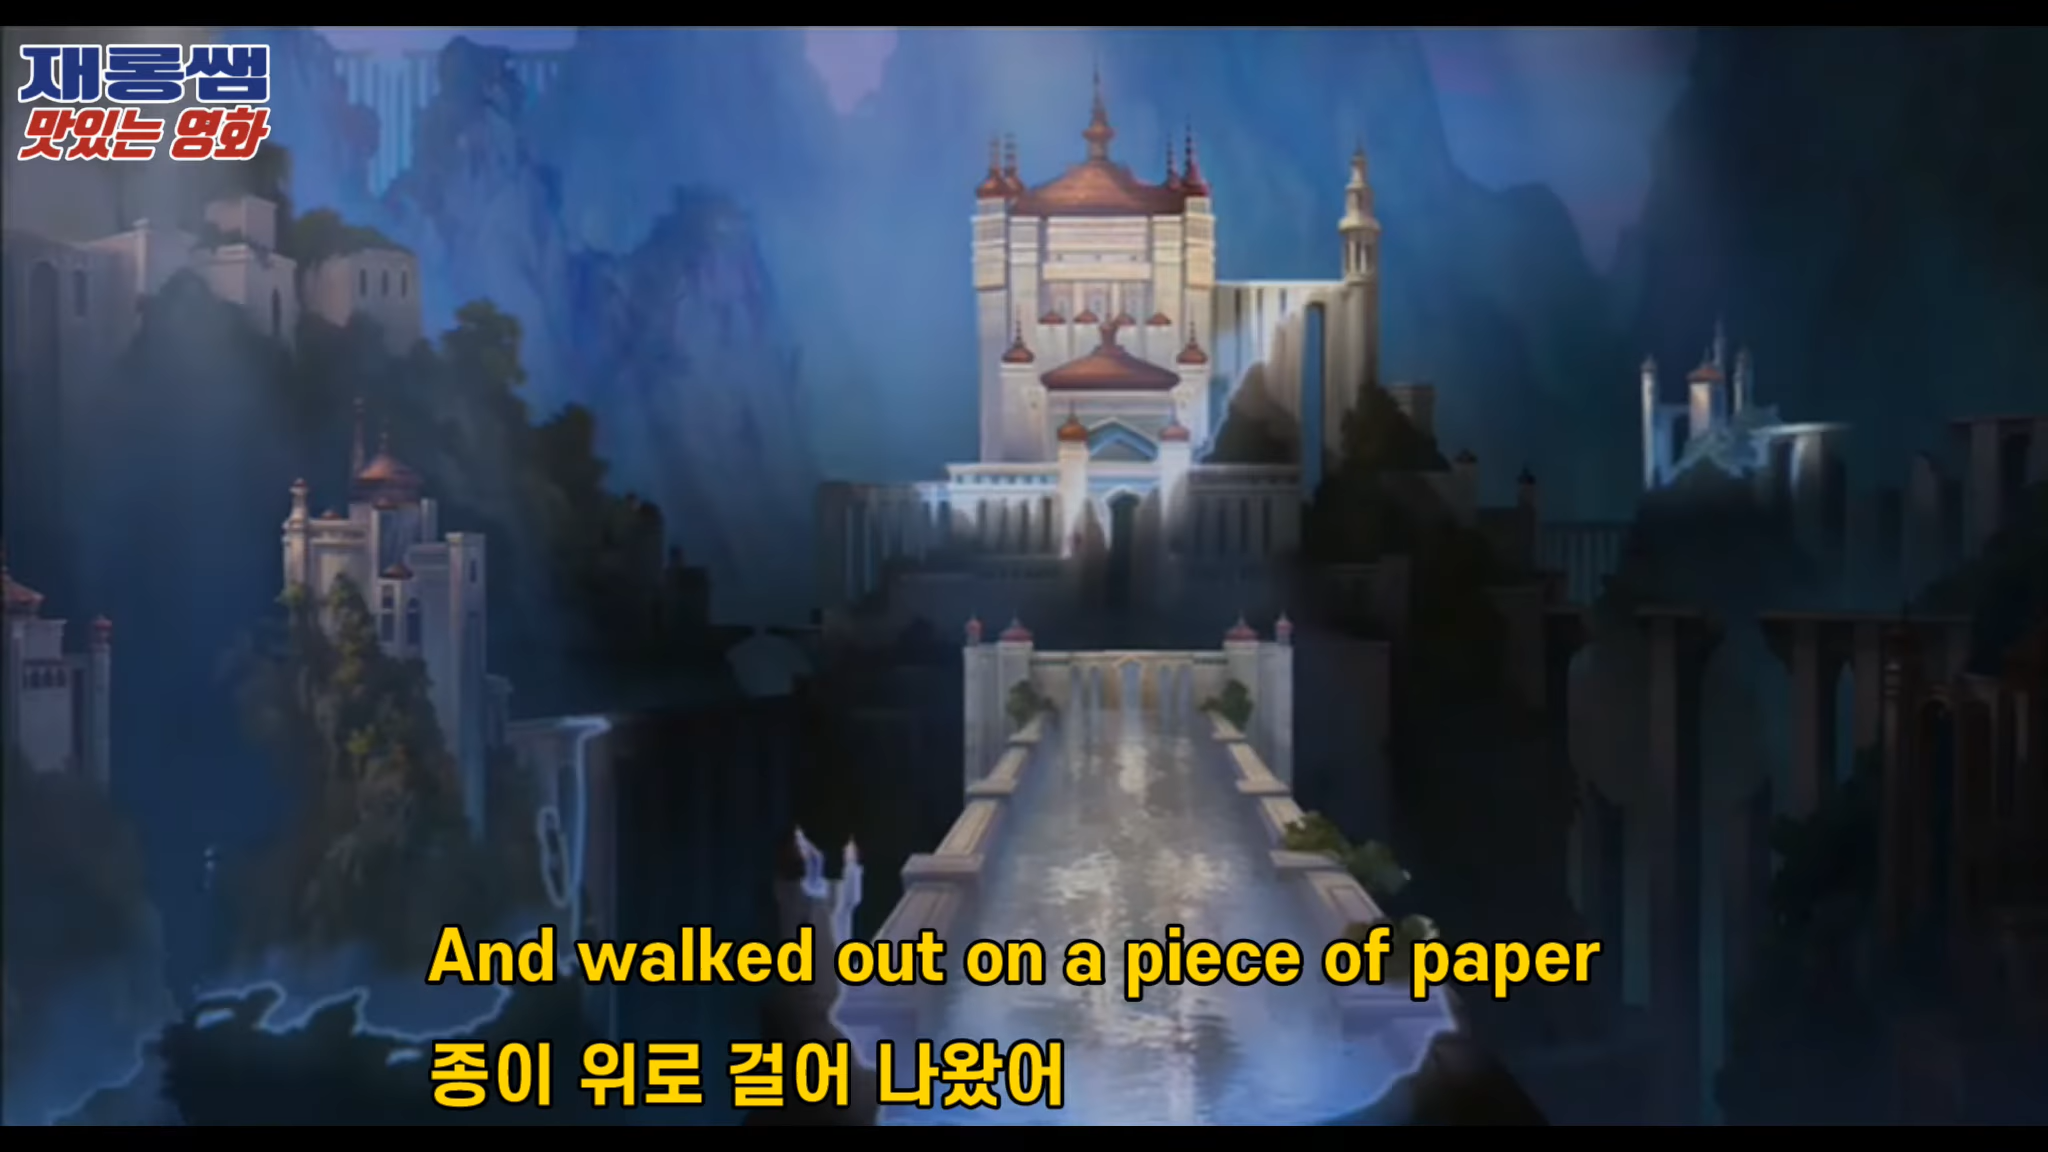 재롱쌤
맛있는 영화
And walked out on a piece of paper
종이 위로 걸어 나왔어